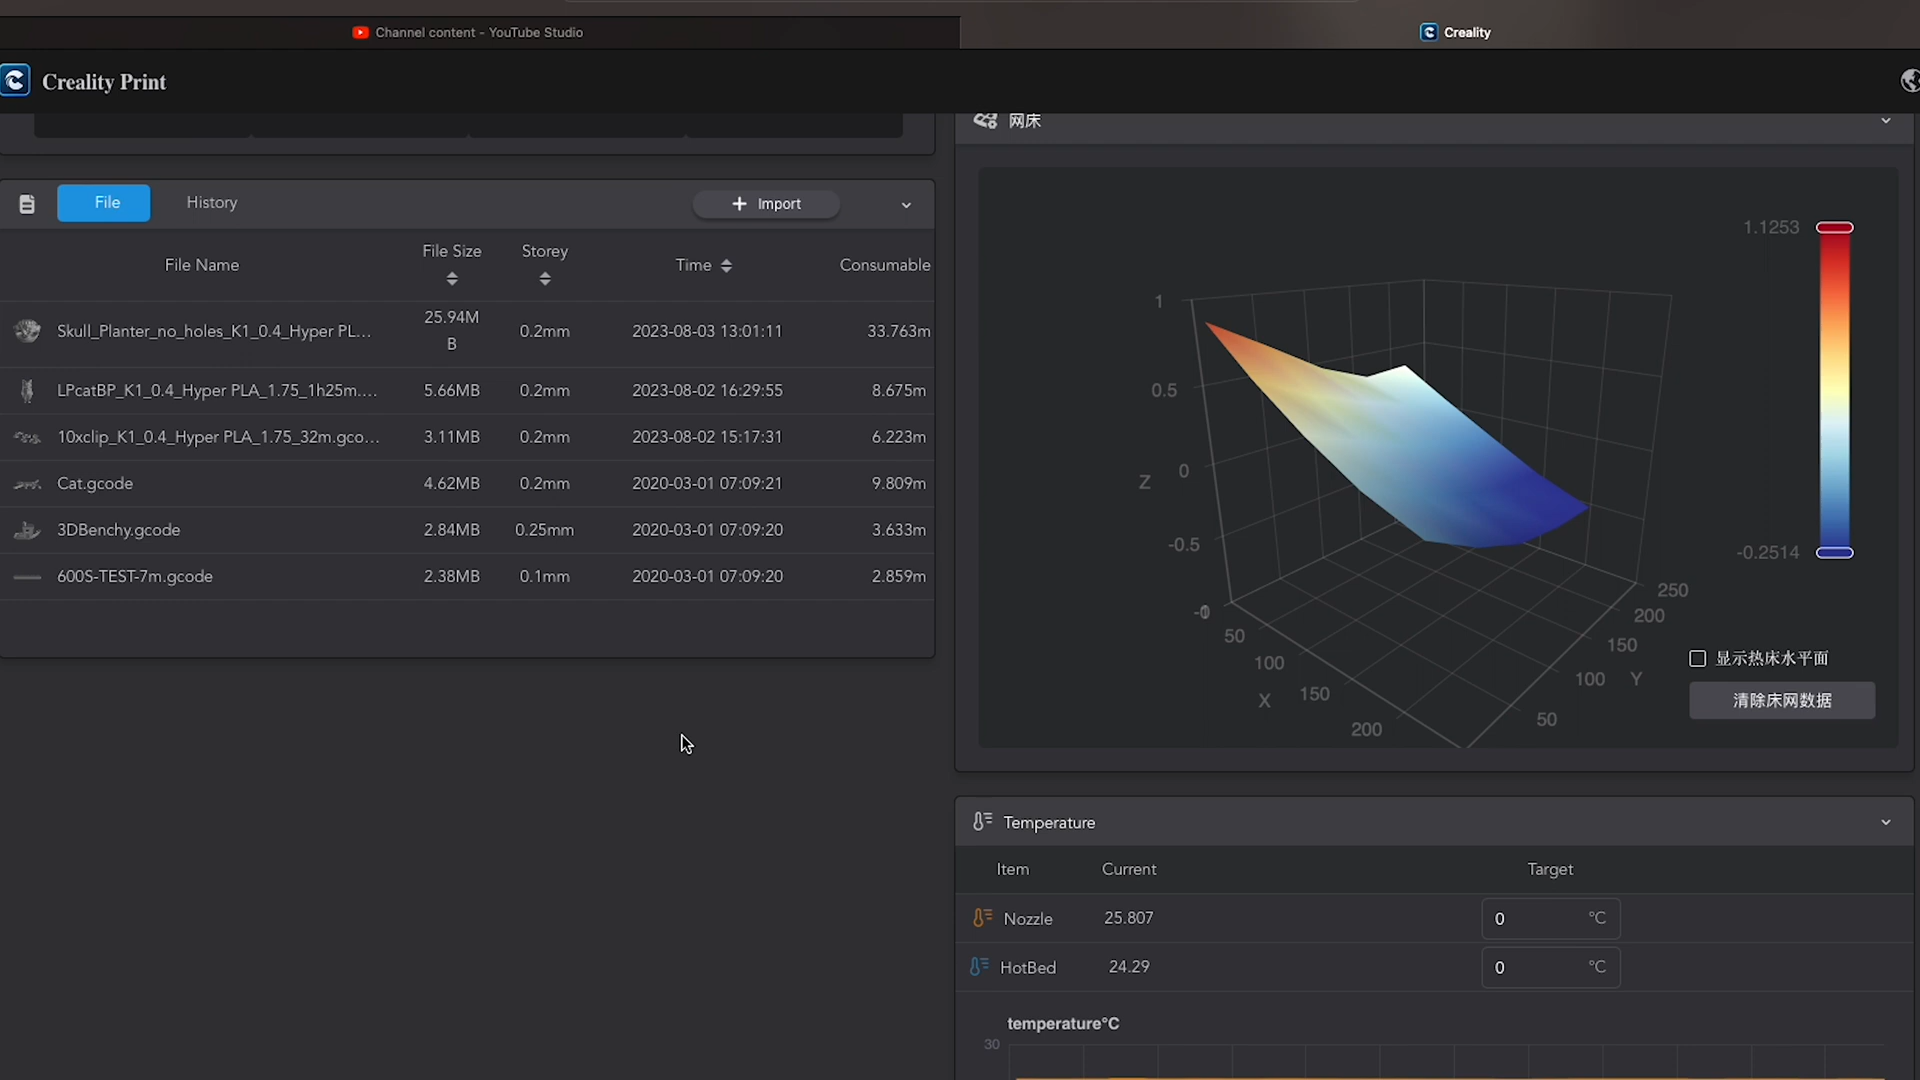 Channel content - YouTube Studio
Creality
Creality Print
网床
File
History
+ Import
File Name
File Size
Storey
Time
Consumable
Skull_Planter_no_holes_K1_0.4_Hyper PL...
25.94M
B
0.2mm
2023-08-03 13:01:11
33.763m
LPcatBP_K1_0.4_Hyper PLA_1.75_1h25m....
5.66MB
0.2mm
2023-08-02 16:29:55
8.675m
10xclip_K1_0.4_Hyper PLA_1.75_32m.gco...
3.11MB
0.2mm
2023-08-02 15:17:31
6.223m
Cat.gcode
4.62MB
0.2mm
2020-03-01 07:09:21
9.809m
3DBenchy.gcode
2.84MB
0.25mm
2020-03-01 07:09:20
3.633m
600S-TEST-7m.gcode
2.38MB
0.1mm
2020-03-01 07:09:20
2.859m
1.1253
-0.2514
1
0.5
Z
0
-0.5
50
100
X
150
200
250
200
150
100
Y
50
显示热床水平面
清除床网数据
Temperature
Item
Current
Target
Nozzle
25.807
0
°C
HotBed
24.29
0
°C
temperature°C
30